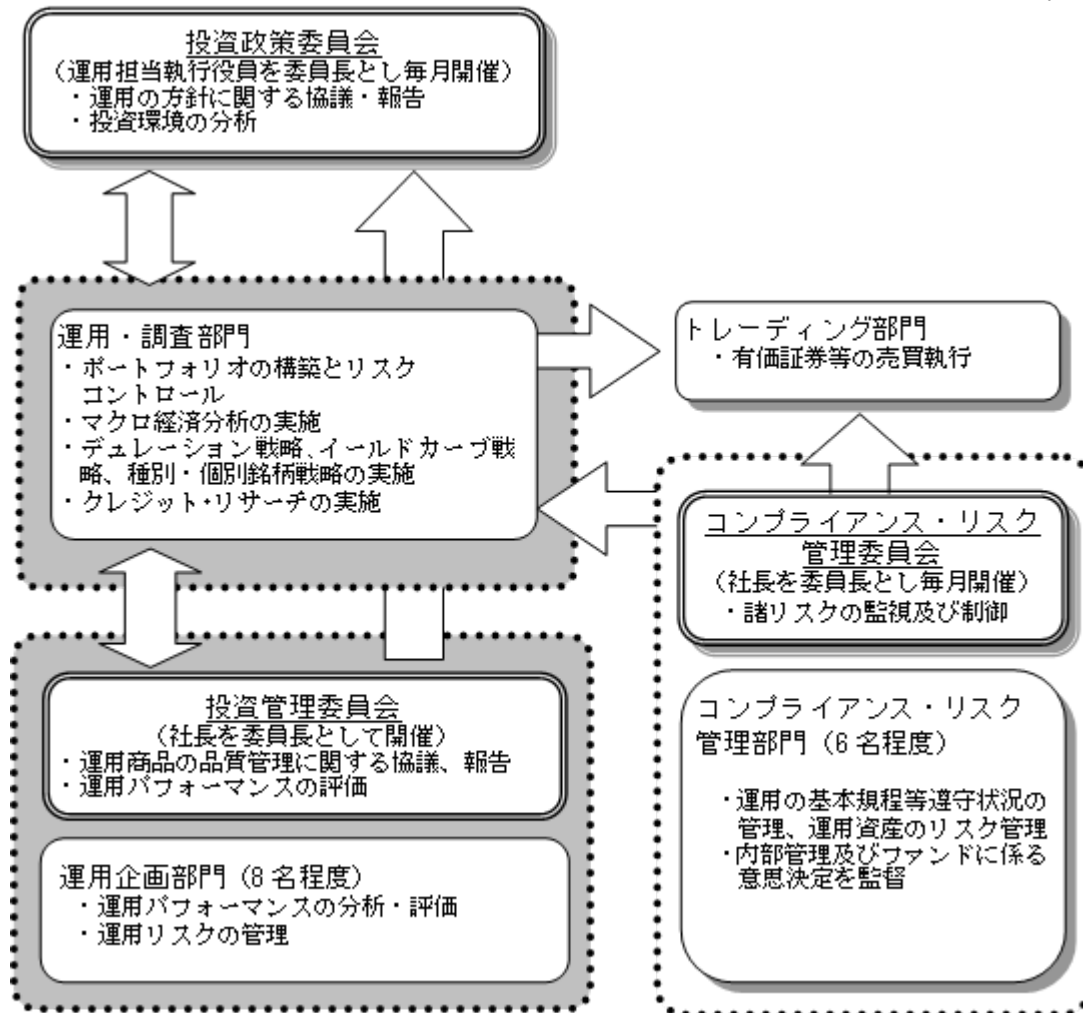 投資政策委員会
(運用担当執行役員を委員長とし毎月開催)
・運用の方針に関する協議・報告
・投資環境の分析
運用・調査部門
・ポートフォリオの構築とリスク
コントロール
・マクロ経済分析の実施
・デュレーション戦略、イールドカーブ戦
略、種別・個別銘柄戦略の実施
・クレジット・リサーチの実施
トレーディング部門
・有価証券等の売買執行
コンプライアンス・リスク
管理委員会
(社長を委員長とし毎月開催)
・諸リスクの監視及び制御
投資管理委員会
(社長を委員長として開催)
・運用商品の品質管理に関する協議、報告
・運用パフォーマンスの評価
運用企画部門(8名程度)
・運用パフォーマンスの分析・評価
・運用リスクの管理
コンプライアンス・リスク
管理部門(6名程度)
・運用の基本規程等遵守状況の
管理、運用資産のリスク管理
・内部管理及びファンドに係る
意思決定を監督